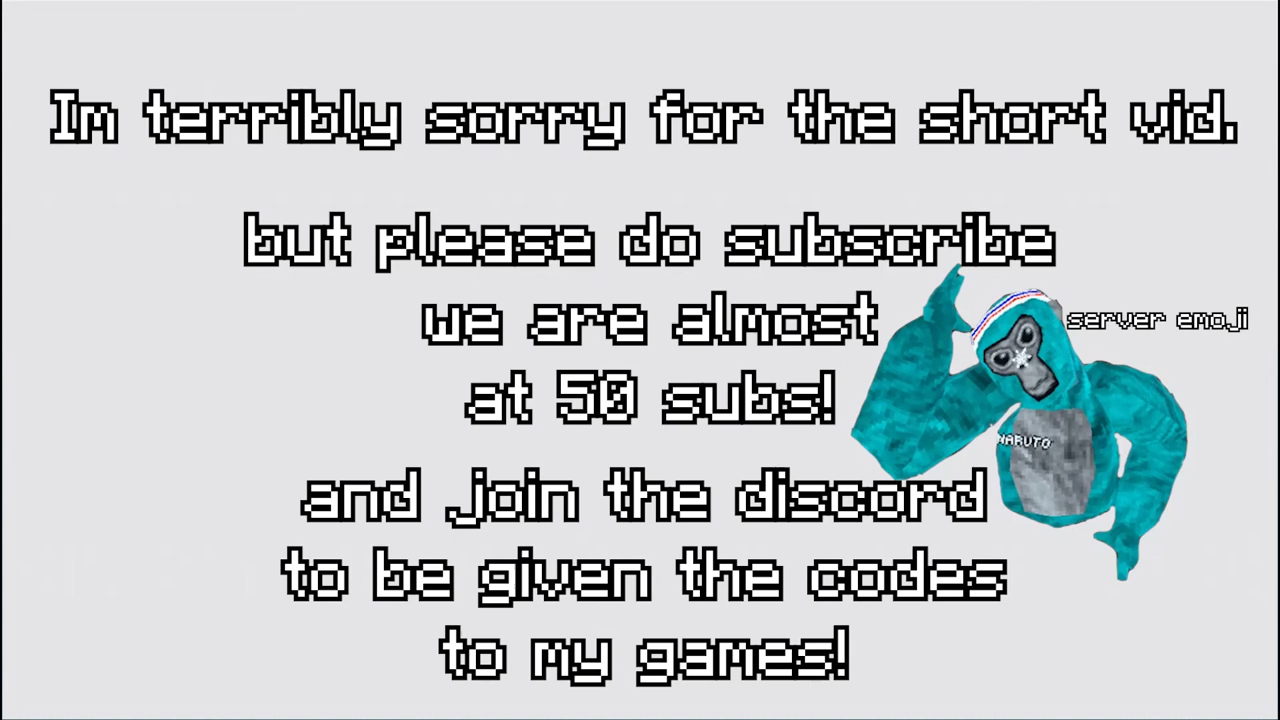 Im terribly sorry for the short vid.
but please do subscribe
we are almost
server emoji
at 50 subs!
NARUTO
and join the discord
to be given the codes
to my games!